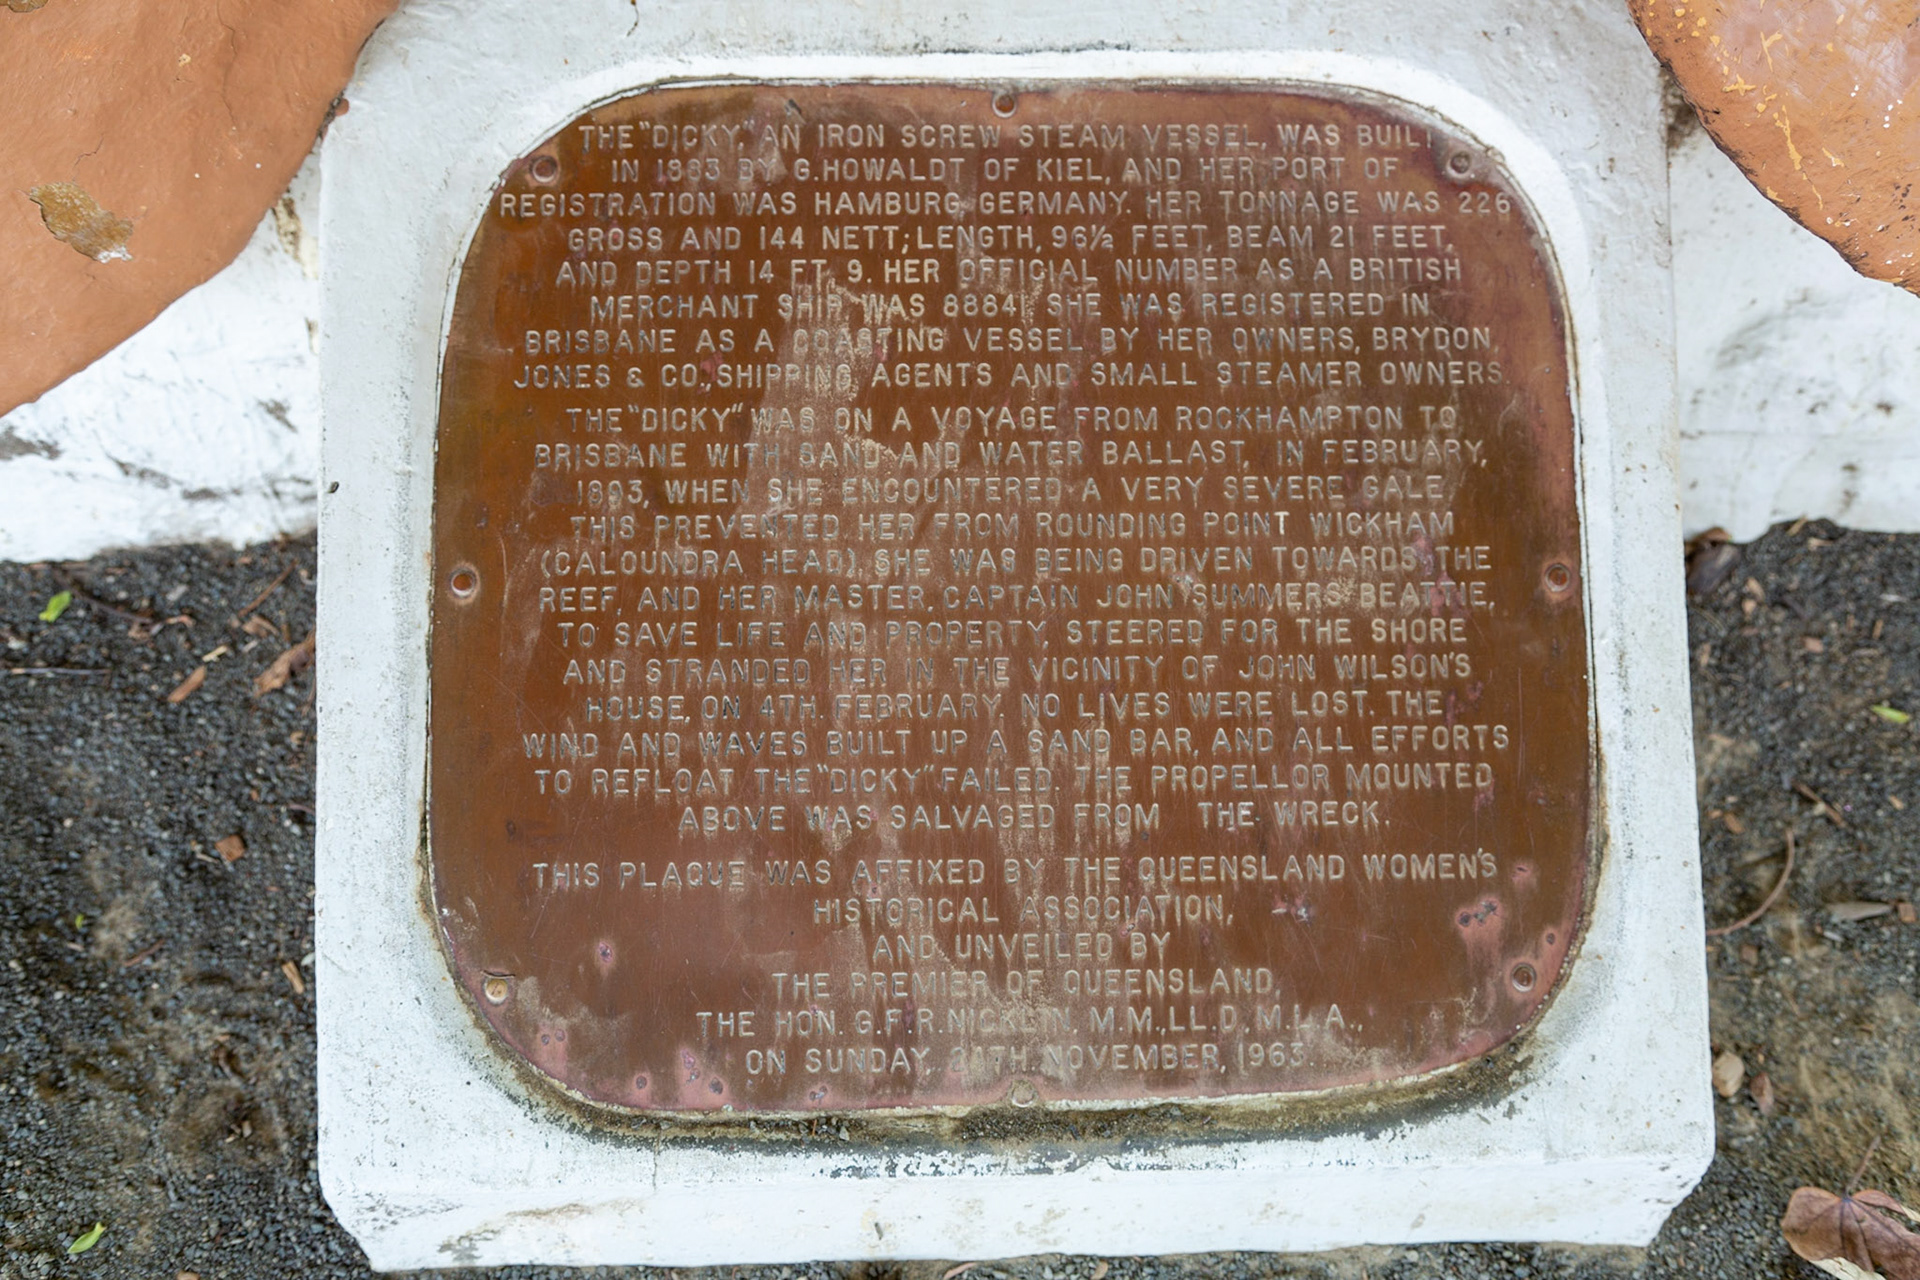 THE "DICKY," AN IRON SCREW STEAM VESSEL, WAS BUILT
IN 1883 BY G.HOWALDT OF KIEL, AND HER PORT OF
REGISTRATION WAS HAMBURG GERMANY. HER TONNAGE WAS 226
GROSS AND 144 NETT; LENGTH, 96½ FEET, BEAM 21 FEET,
AND DEPTH 14 FT. 9. HER OFFICIAL NUMBER AS A BRITISH
MERCHANT SHIP WAS 88841 SHE WAS REGISTERED IN
BRISBANE AS A COASTING VESSEL BY HER OWNERS, BRYDON,
JONES & CO., SHIPPING AGENTS AND SMALL STEAMER OWNERS.
THE "DICKY" WAS ON A VOYAGE FROM ROCKHAMPTON TO
BRISBANE WITH SAND AND WATER BALLAST, IN FEBRUARY,
1893, WHEN SHE ENCOUNTERED A VERY SEVERE GALE
THIS PREVENTED HER FROM ROUNDING POINT WICKHAM
(CALOUNDRA HEAD). SHE WAS BEING DRIVEN TOWARDS THE
REEF, AND HER MASTER, CAPTAIN JOHN SUMMERS BEATTIE,
TO SAVE LIFE AND PROPERTY, STEERED FOR THE SHORE
AND STRANDED HER IN THE VICINITY OF JOHN WILSON'S
HOUSE, ON 4TH. FEBRUARY. NO LIVES WERE LOST. THE
WIND AND WAVES BUILT UP A SAND BAR, AND ALL EFFORTS
TO REFLOAT THE "DICKY" FAILED. THE PROPELLOR MOUNTED
ABOVE WAS SALVAGED FROM THE WRECK.
THIS PLAQUE WAS AFFIXED BY THE QUEENSLAND WOMEN'S
HISTORICAL ASSOCIATION,
AND UNVEILED BY
THE PREMIER OF QUEENSLAND,
THE HON. G.F.R.NICKLIN, M.M.,LL.D, M.L.A.,
ON SUNDAY, 24TH. NOVEMBER, 1963.